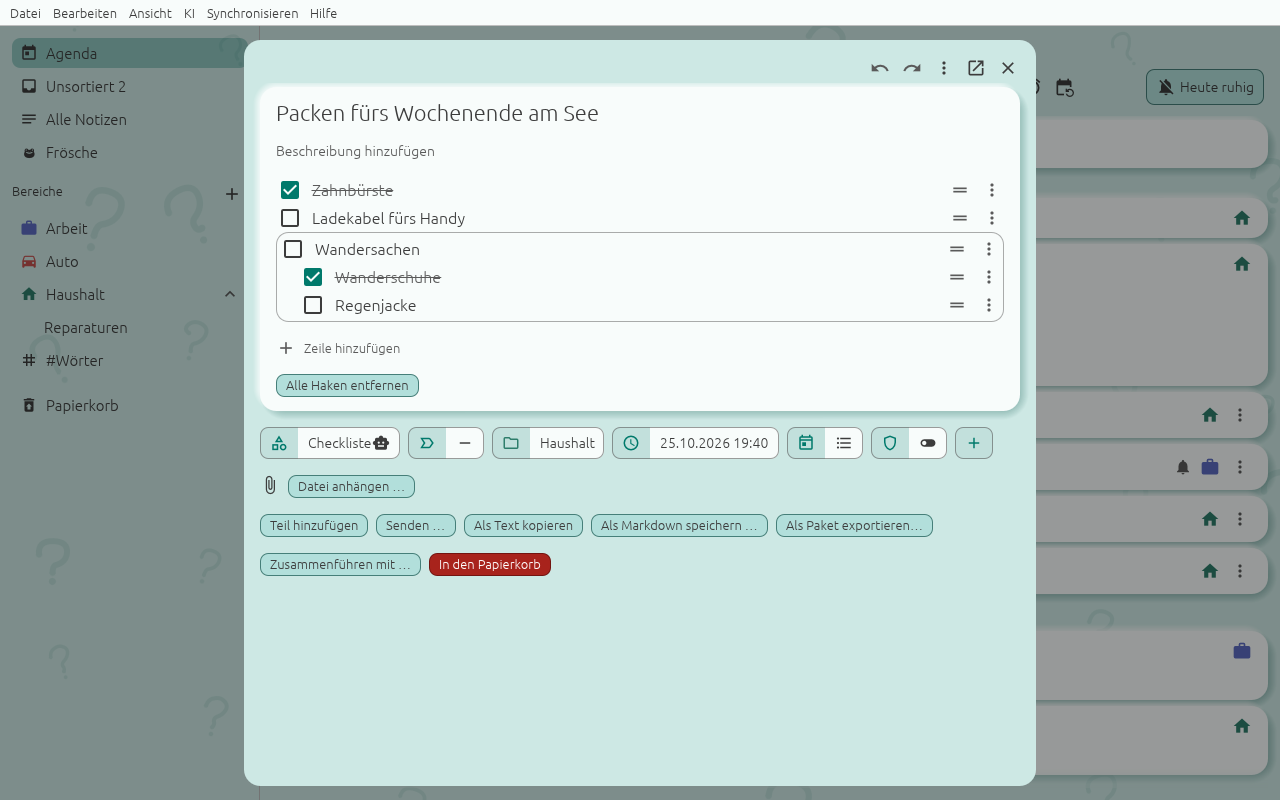 Datei Bearbeiten Ansicht KI Synchronisieren Hilfe
Agenda
Unsortiert 2
Alle Notizen
Frösche
Bereiche
Arbeit
Auto
Haushalt
Reparaturen
#Wörter
Papierkorb
Heute ruhig
Packen fürs Wochenende am See
Beschreibung hinzufügen
Zahnbürste
Ladekabel fürs Handy
Wandersachen
Wanderschuhe
Regenjacke
Zeile hinzufügen
Alle Haken entfernen
Checkliste Haushalt 25.10.2026 19:40
Datei anhängen …
Teil hinzufügen Senden … Als Text kopieren Als Markdown speichern … Als Paket exportieren…
Zusammenführen mit … In den Papierkorb